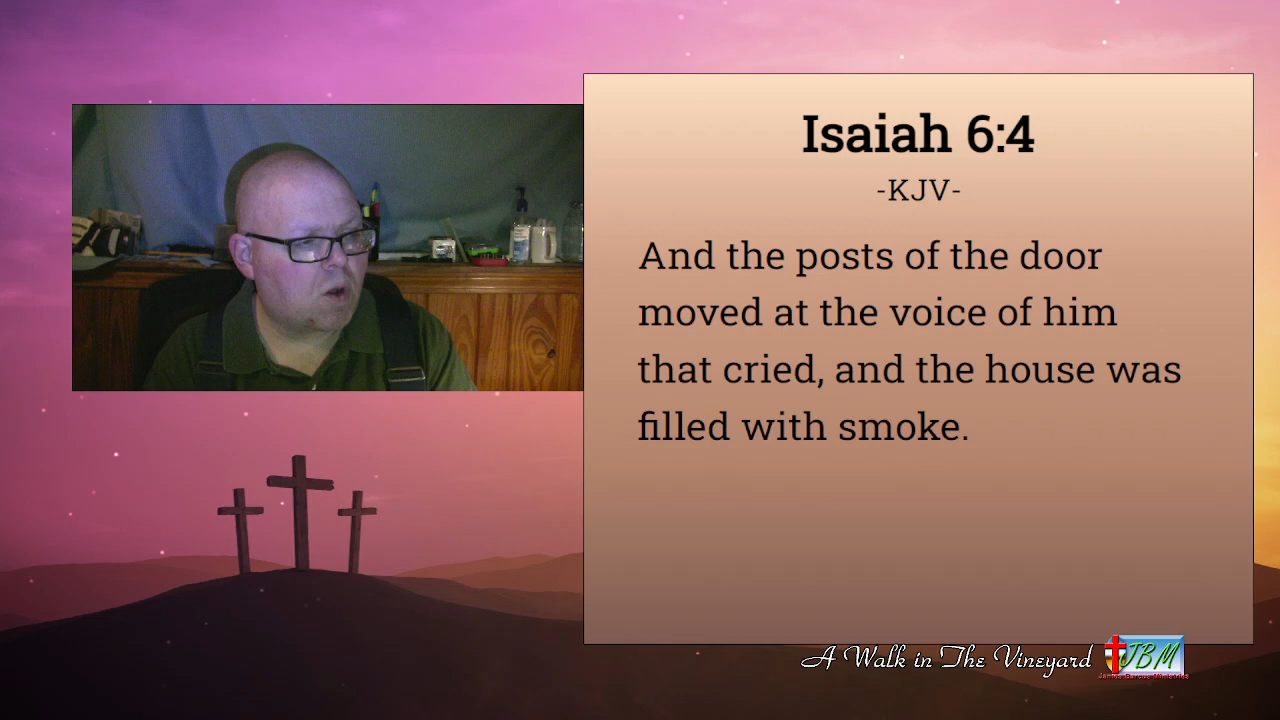 Isaiah 6:4
-KJV-
And the posts of the door
moved at the voice of him
that cried, and the house was
filled with smoke.
A Walk in The Vineyard
JBM